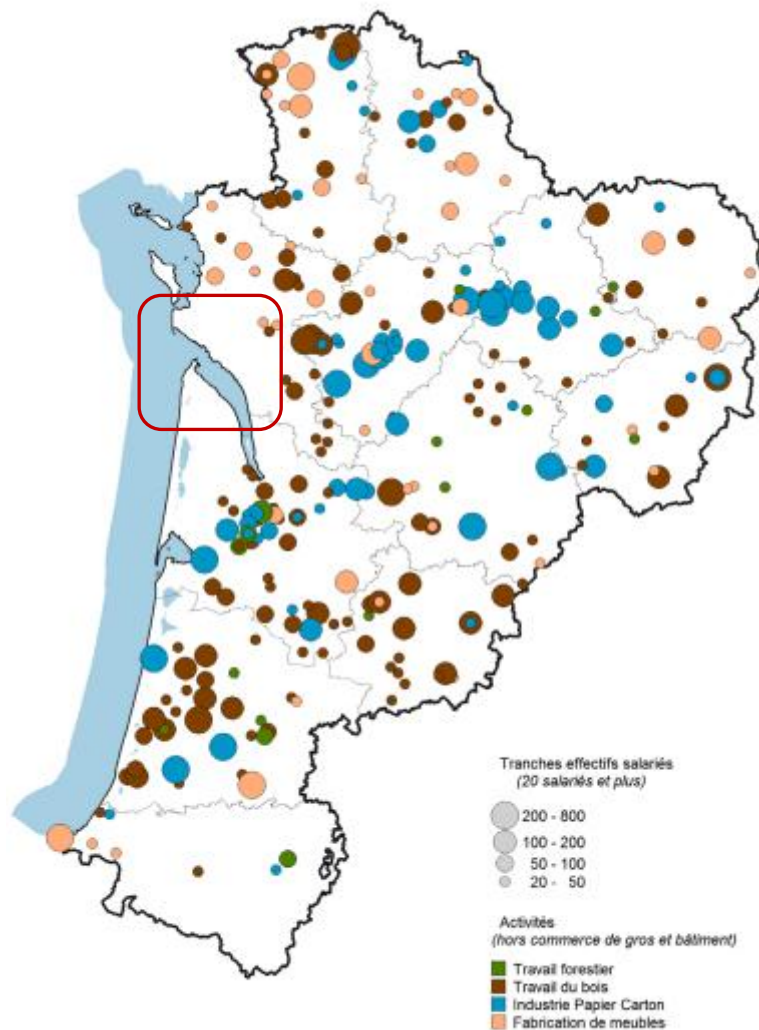 Tranches effectifs salariés
(20 salariés et plus)
200 - 800
100 - 200
50 - 100
20 - 50
Activités
(hors commerce de gros et bâtiment)
Travail forestier
Travail du bois
Industrie Papier Carton
Fabrication de meubles